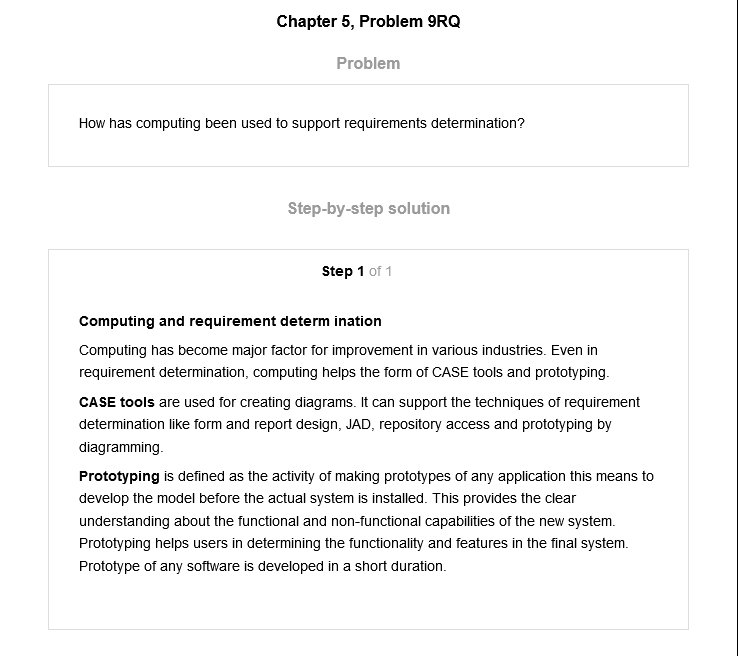 Chapter 5, Problem 9RQ
Problem
How has computing been used to support requirements determination?
Step-by-step solution
Step 1 of 1
Computing and requirement determ ination
Computing has become major factor for improvement in various industries. Even in
requirement determination, computing helps the form of CASE tools and prototyping.
CASE tools are used for creating diagrams. It can support the techniques of requirement
determination like form and report design, JAD, repository access and prototyping by
diagramming.
Prototyping is defined as the activity of making prototypes of any application this means to
develop the model before the actual system is installed. This provides the clear
understanding about the functional and non-functional capabilities of the new system.
Prototyping helps users in determining the functionality and features in the final system.
Prototype of any software is developed in a short duration.